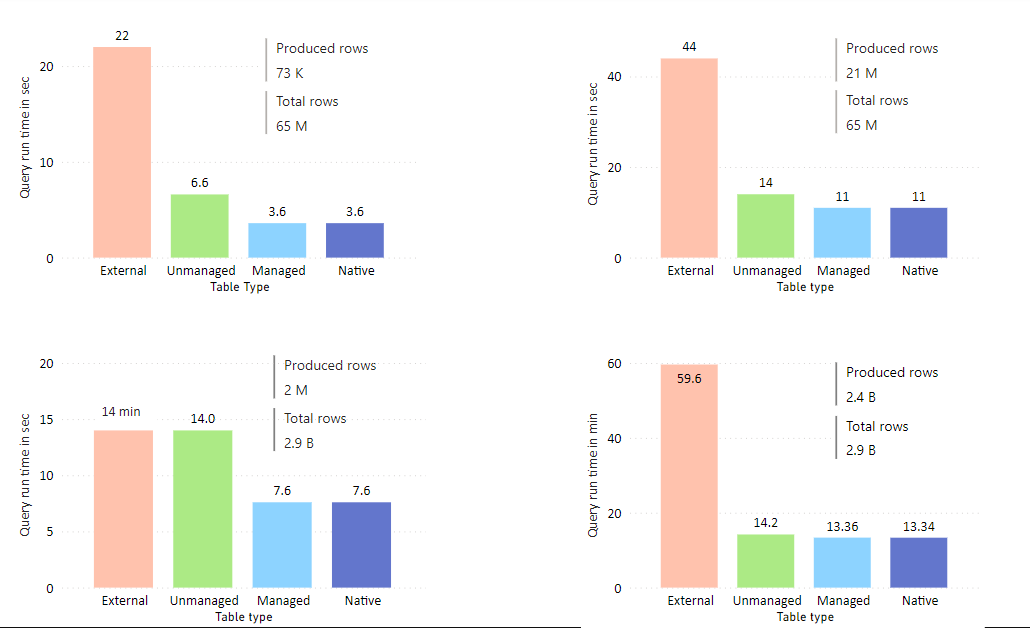 22
Produced rows
73 K
Total rows
65 M
20
10
0
6.6
3.6
3.6
Query run time in sec
External Unmanaged Managed Native
Table Type
44
Produced rows
21 M
Total rows
65 M
40
20
0
14
11
11
Query run time in sec
External Unmanaged Managed Native
Table type
20
15
10
5
0
Produced rows
2 M
Total rows
2.9 B
14 min
14.0
7.6
7.6
Query run time in sec
External Unmanaged Managed Native
Table type
60
40
20
0
59.6
Produced rows
2.4 B
Total rows
2.9 B
14.2
13.36
13.34
Query run time in min
External Unmanaged Managed Native
Table type